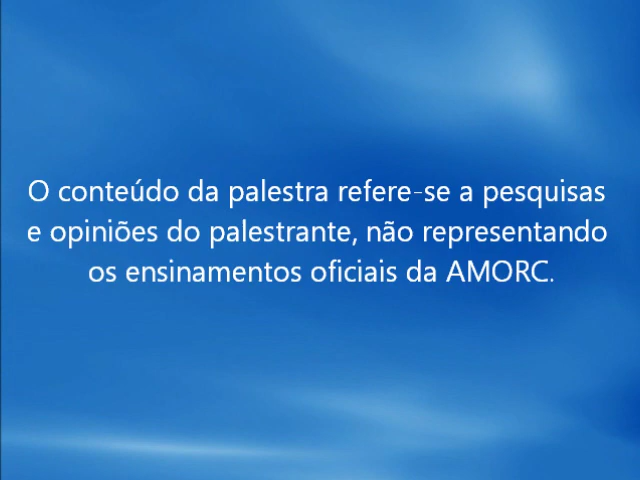 O conteúdo da palestra refere-se a pesquisas
e opiniões do palestrante, não representando
os ensinamentos oficiais da AMORC.